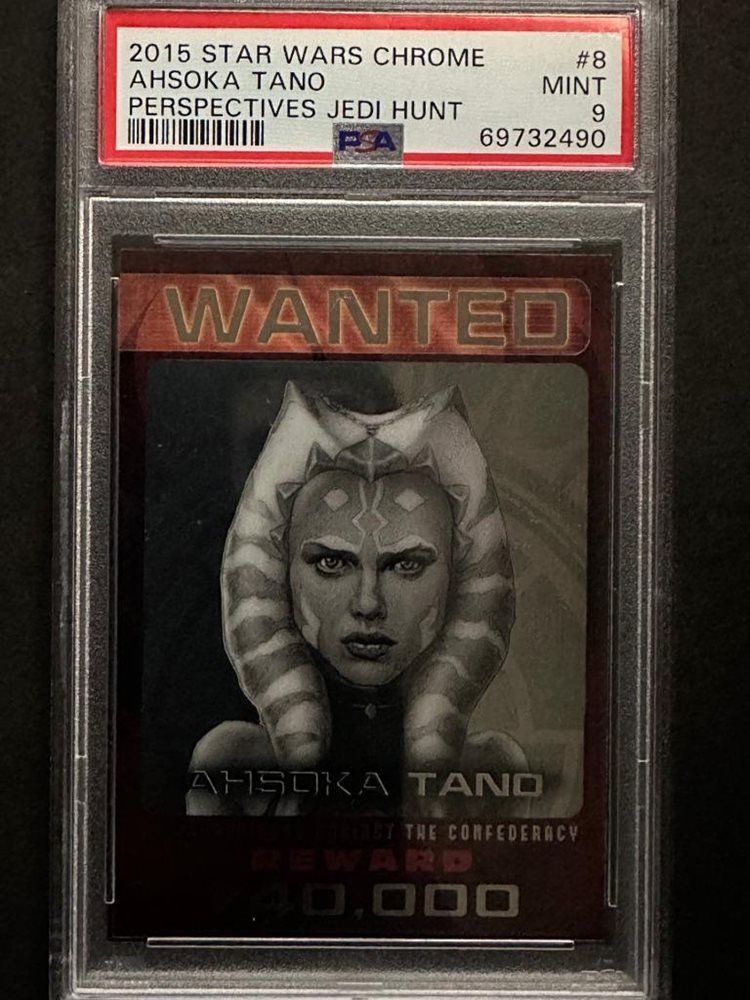 2015 STAR WARS CHROME #8
AHSOKA TANO MINT
PERSPECTIVES JEDI HUNT 9
PSA 69732490
WANTED
AHSOKA TANO
THE CONFEDERACY
REWARD
40,000